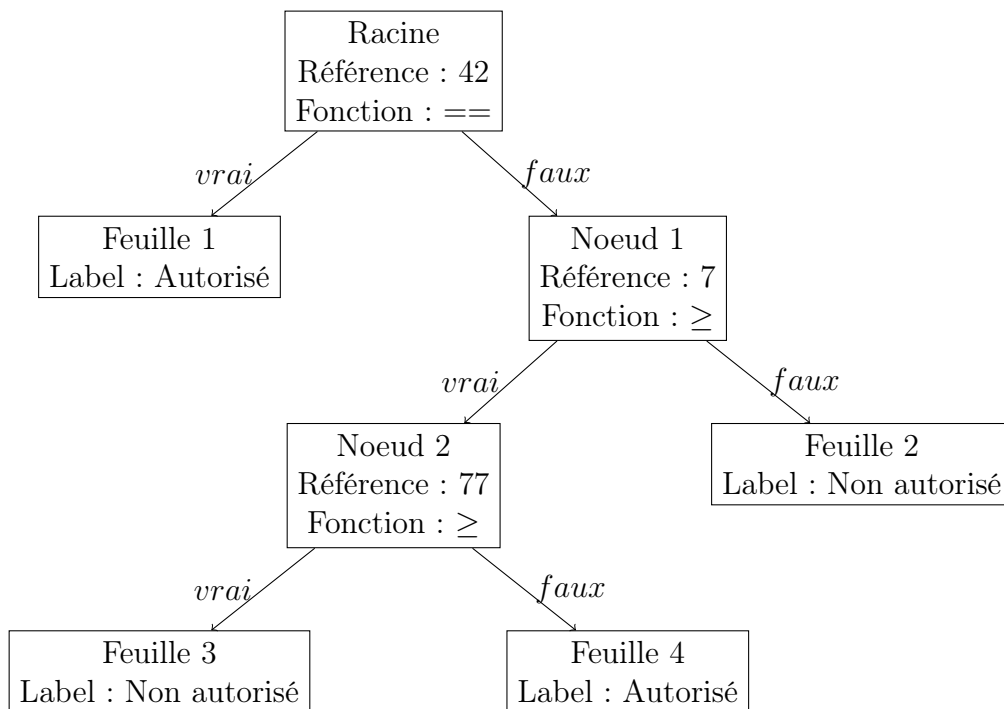 Racine
Référence : 42
Fonction : ==
vrai
faux
Feuille 1
Label : Autorisé
Noeud 1
Référence : 7
Fonction : ≥
vrai
faux
Noeud 2
Référence : 77
Fonction : ≥
Feuille 2
Label : Non autorisé
vrai
faux
Feuille 3
Label : Non autorisé
Feuille 4
Label : Autorisé